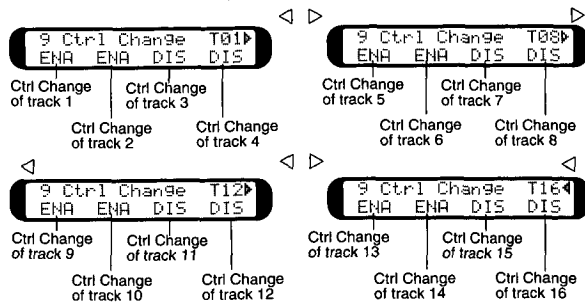 9 Ctrl Change T01
ENA ENA DIS DIS
Ctrl Change
of track 1
Ctrl Change
of track 3
Ctrl Change
of track 2
Ctrl Change
of track 4
9 Ctrl Change T08
ENA ENA DIS DIS
Ctrl Change
of track 5
Ctrl Change
of track 7
Ctrl Change
of track 6
Ctrl Change
of track 8
9 Ctrl Change T12
ENA ENA DIS DIS
Ctrl Change
of track 9
Ctrl Change
of track 11
Ctrl Change
of track 10
Ctrl Change
of track 12
9 Ctrl Change T16
ENA ENA DIS DIS
Ctrl Change
of track 13
Ctrl Change
of track 15
Ctrl Change
of track 14
Ctrl Change
of track 16